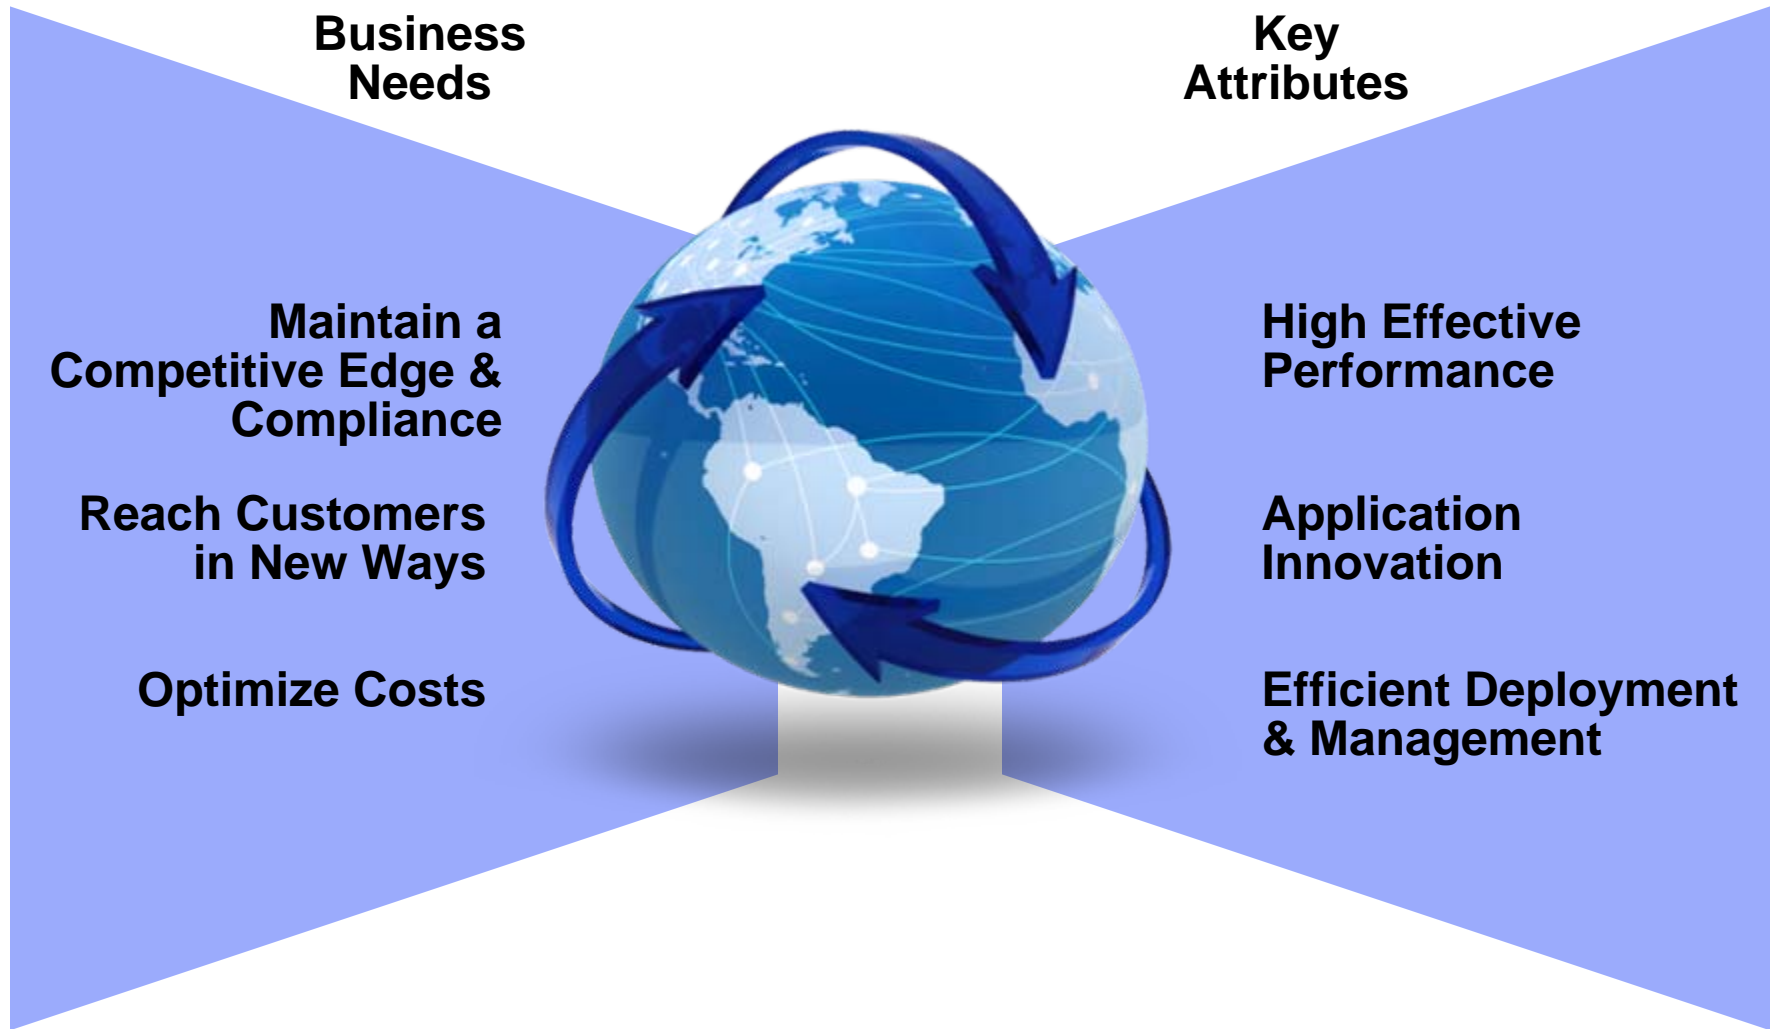 Business
Needs
Key
Attributes
Maintain a
Competitive Edge &
Compliance
High Effective
Performance
Reach Customers
in New Ways
Application
Innovation
Optimize Costs
Efficient Deployment
& Management